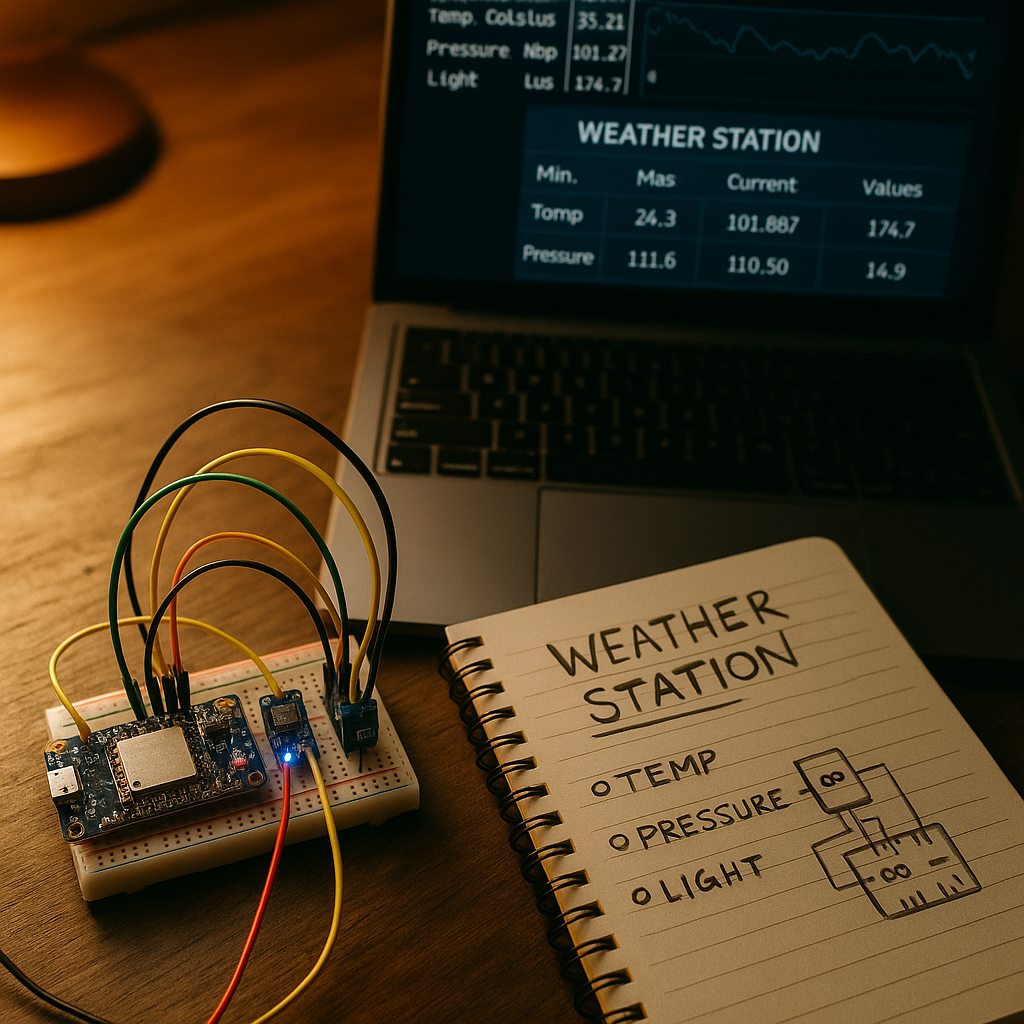 Temp. Colslus 35.21
Pressure Nbp 101.27
Light Lus 174.7
WEATHER STATION
Min. Mas Current Values
Tomp 24.3 101.887 174.7
Pressure 111.6 110.50 14.9
WEATHER
STATION
TEMP
PRESSURE
LIGHT